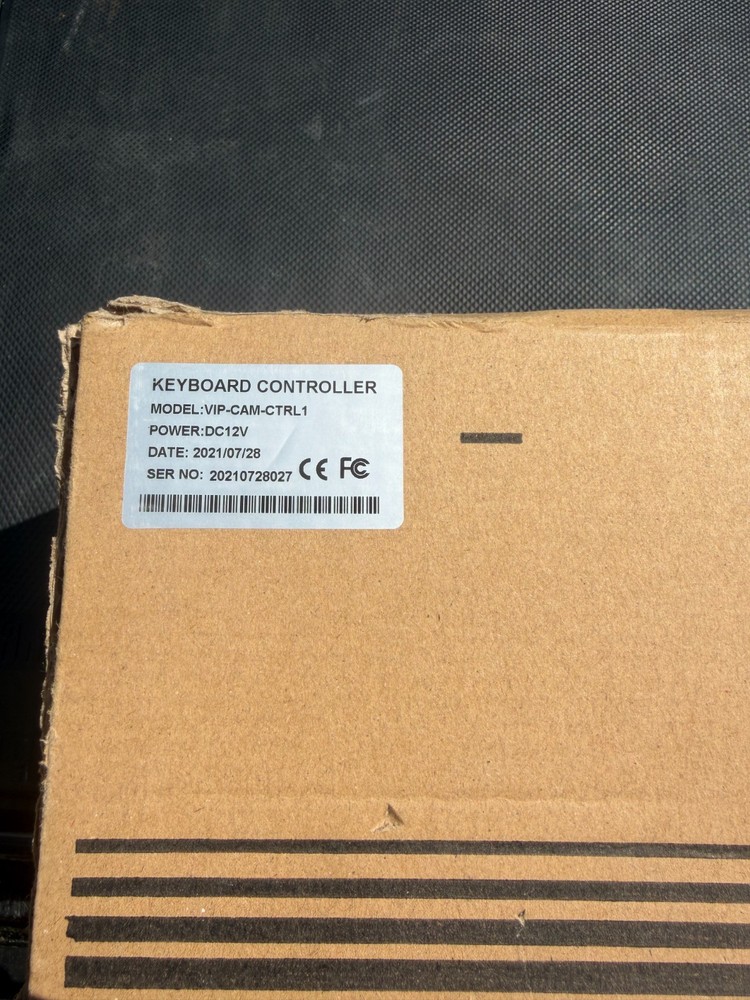 KEYBOARD CONTROLLER
MODEL:VIP-CAM-CTRL1
POWER:DC12V
DATE: 2021/07/28
SER NO: 20210728027 CE FC